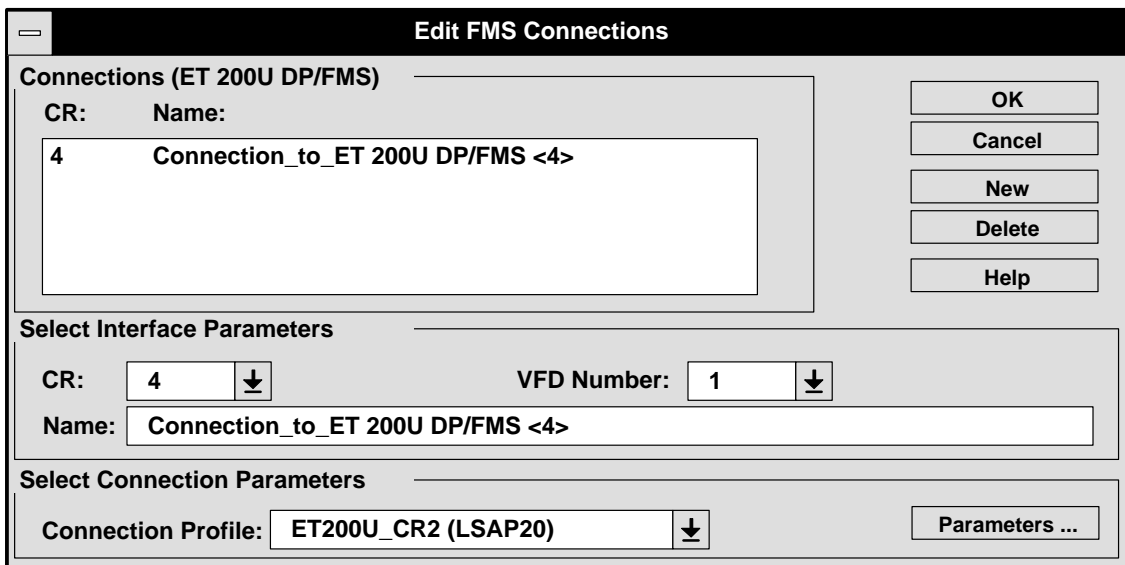 Edit FMS Connections
Connections (ET 200U DP/FMS)
CR: Name:
4 Connection_to_ET 200U DP/FMS <4>
OK
Cancel
New
Delete
Help
Select Interface Parameters
CR: 4 VFD Number: 1
Name: Connection_to_ET 200U DP/FMS <4>
Select Connection Parameters
Connection Profile: ET200U_CR2 (LSAP20) Parameters ...